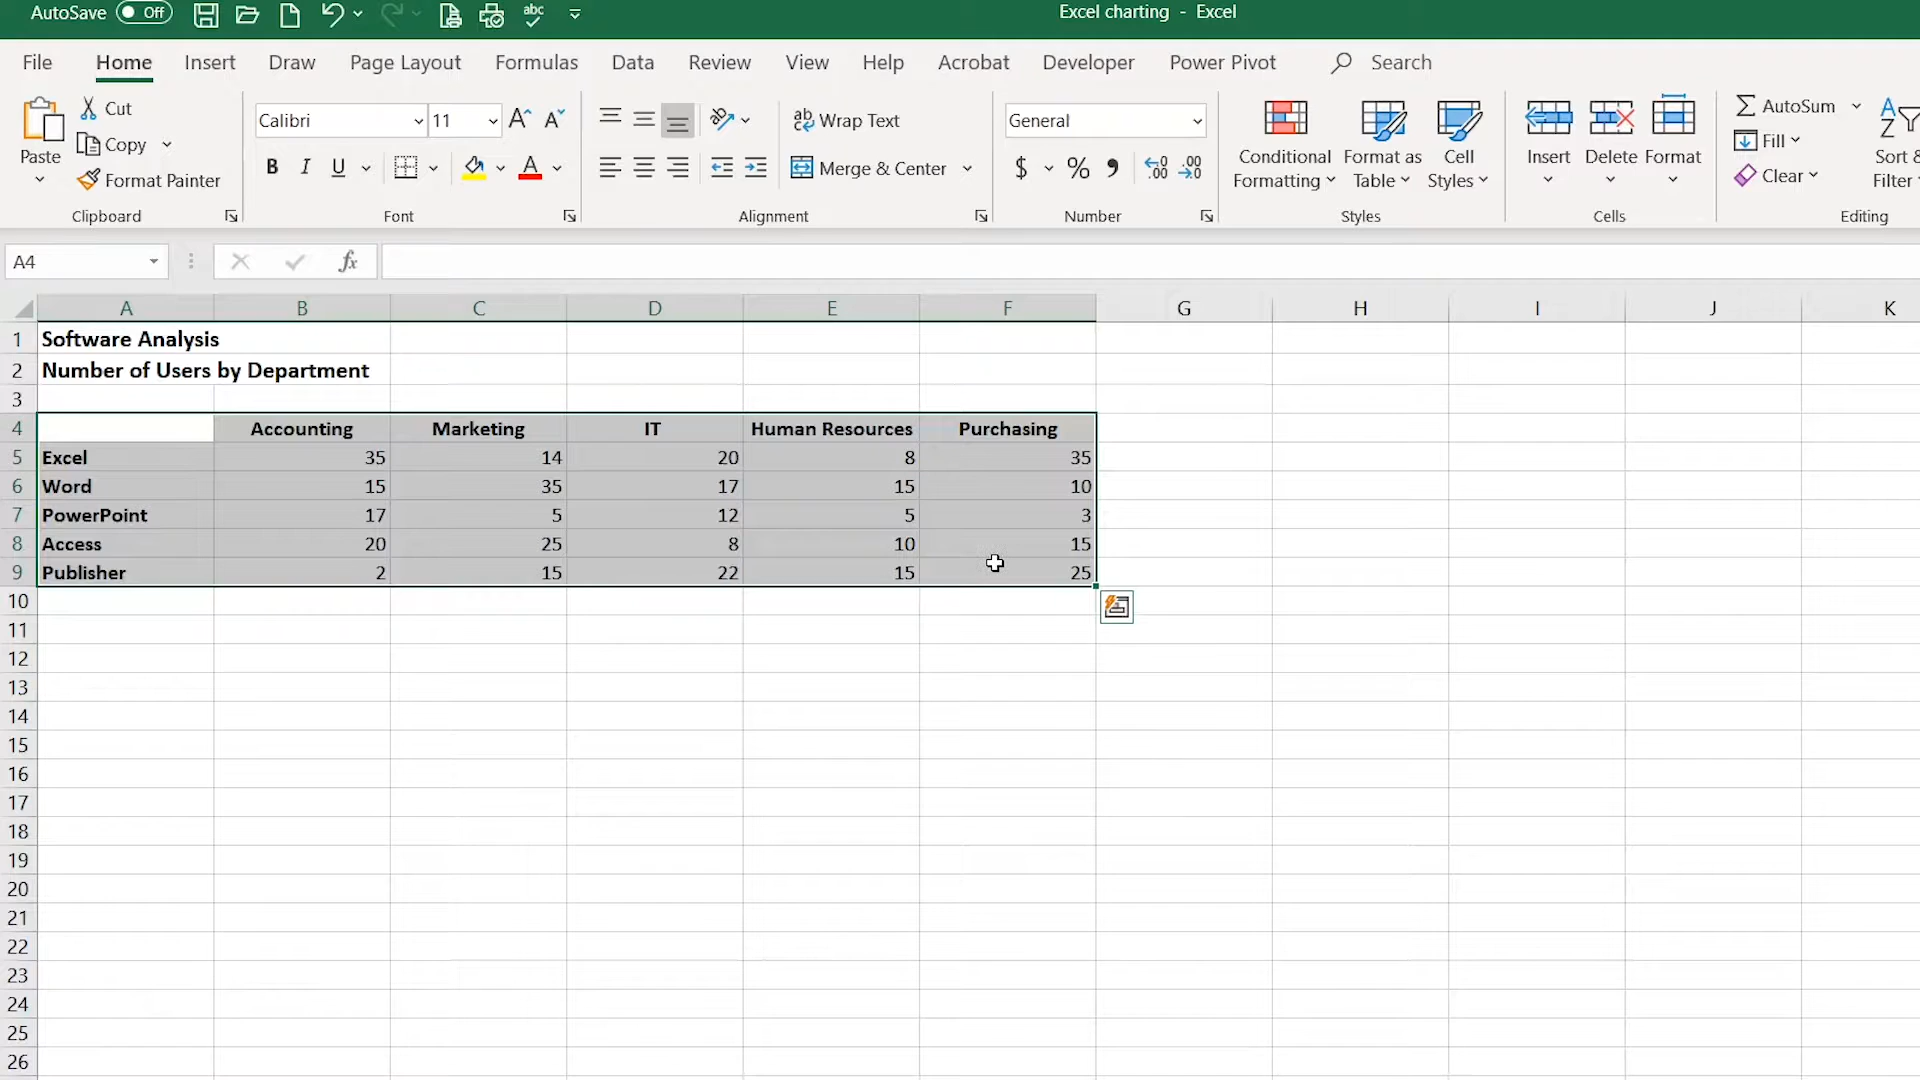 AutoSave Off abc Excel charting - Excel
File Home Insert Draw Page Layout Formulas Data Review View Help Acrobat Developer Power Pivot Search
Paste Cut Copy Format Painter Clipboard
Calibri 11 A A B I U A Font
ab Wrap Text Merge & Center Alignment
General $ % Number
Conditional Formatting Format as Table Cell Styles Styles
Insert Delete Format Cells
AutoSum Fill Clear Sort & Filter Editing
A4 fx
A B C D E F G H I J K
1 Software Analysis
2 Number of Users by Department
3
4 Accounting Marketing IT Human Resources Purchasing
5 Excel 35 14 20 8 35
6 Word 15 35 17 15 10
7 PowerPoint 17 5 12 5 3
8 Access 20 25 8 10 15
9 Publisher 2 15 22 15 25
10
11
12
13
14
15
16
17
18
19
20
21
22
23
24
25
26